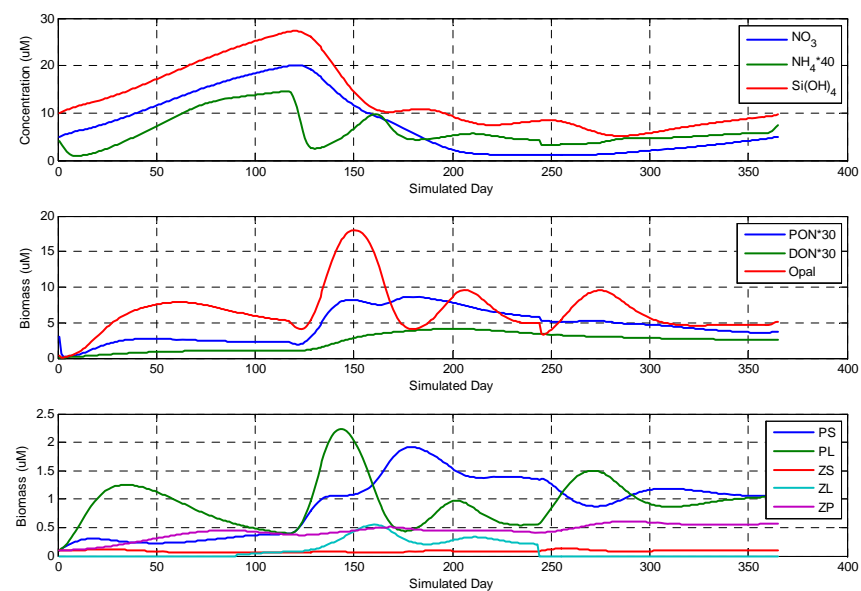 30
20
10
0
Concentration (uM)
0 50 100 150 200 250 300 350 400
Simulated Day
NO3
NH4*40
Si(OH)4
20
15
10
5
0
Biomass (uM)
0 50 100 150 200 250 300 350 400
Simulated Day
PON*30
DON*30
Opal
2.5
2
1.5
1
0.5
0
Biomass (uM)
0 50 100 150 200 250 300 350 400
Simulated Day
PS
PL
ZS
ZL
ZP